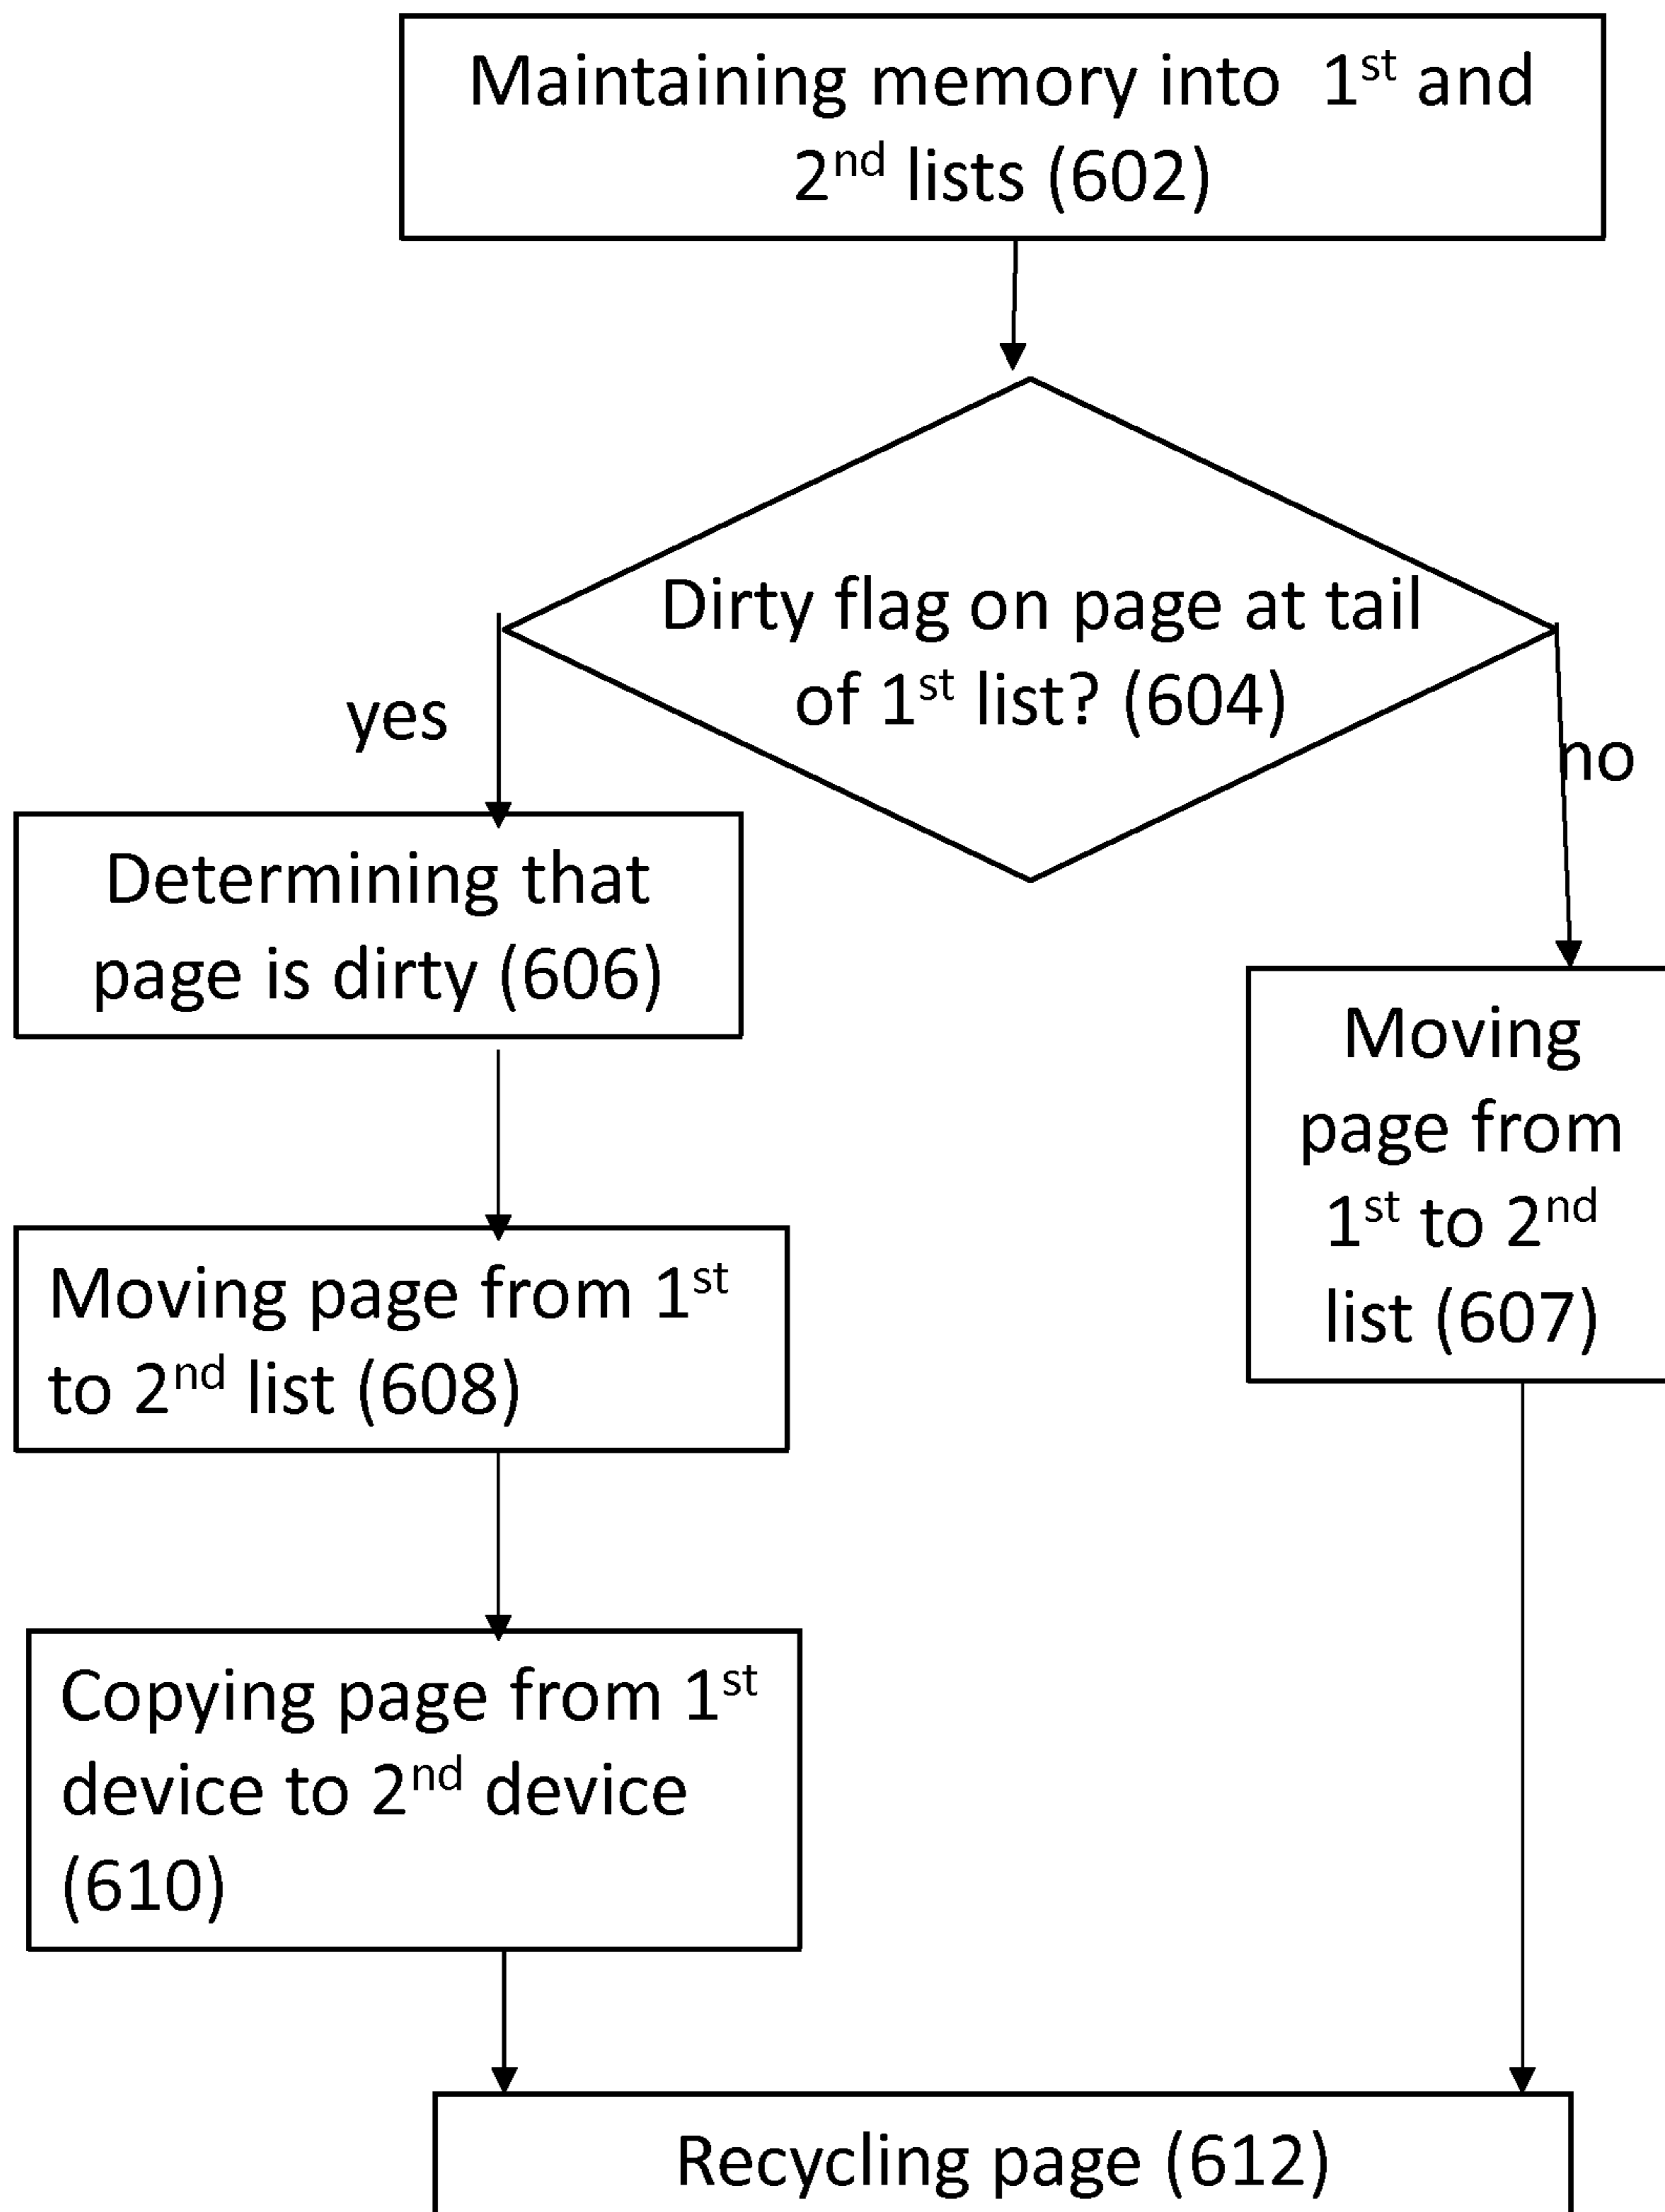 Maintaining memory into 1st and
2nd lists (602)
Dirty flag on page at tail
of 1st list? (604)
yes
no
Determining that
page is dirty (606)
Moving
page from
1st to 2nd
list (607)
Moving page from 1st
to 2nd list (608)
Copying page from 1st
device to 2nd device
(610)
Recycling page (612)